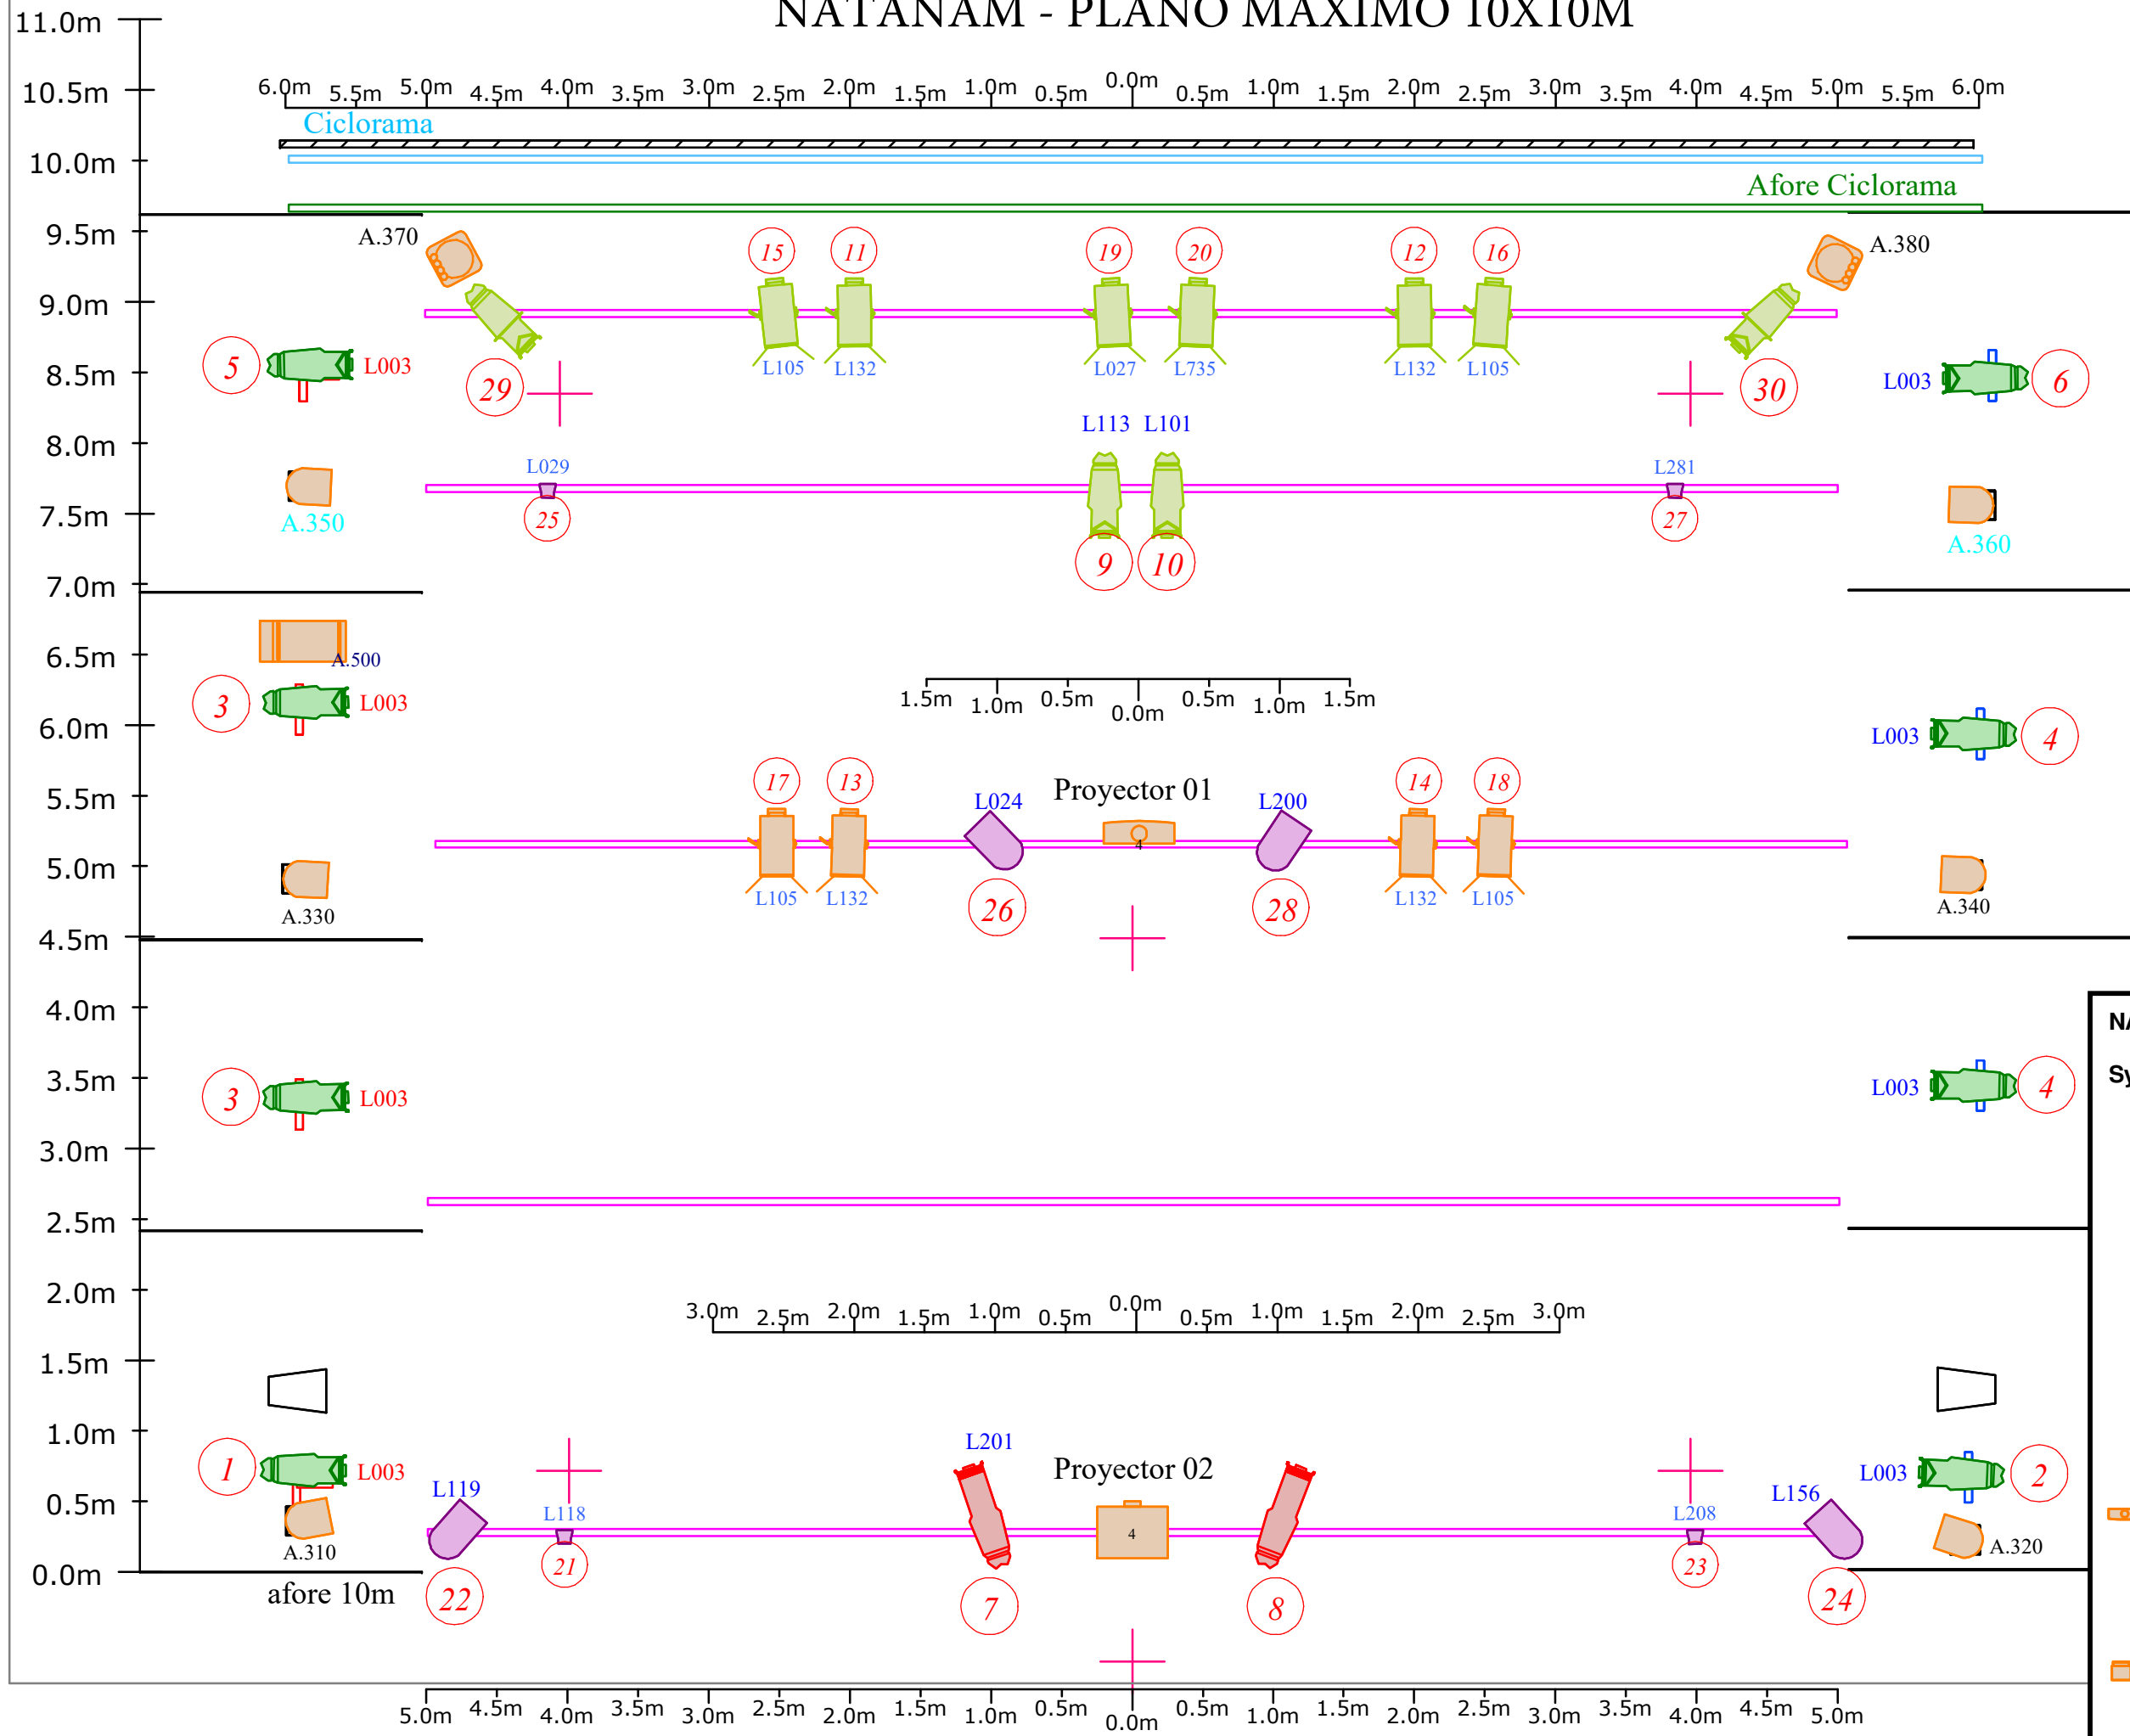 NATANAM - PLANO MAXIMO 10X10M
11.0m
10.5m
10.0m
9.5m
9.0m
8.5m
8.0m
7.5m
7.0m
6.5m
6.0m
5.5m
5.0m
4.5m
4.0m
3.5m
3.0m
2.5m
2.0m
1.5m
1.0m
0.5m
0.0m
6.0m 5.5m 5.0m 4.5m 4.0m 3.5m 3.0m 2.5m 2.0m 1.5m 1.0m 0.5m 0.0m 0.5m 1.0m 1.5m 2.0m 2.5m 3.0m 3.5m 4.0m 4.5m 5.0m 5.5m 6.0m
Ciclorama
Afore Ciclorama
A.370 15 11 19 20 12 16 A.380
5 L003 29 L105 L132 L027 L735 L132 L105 30 L003 6
L113 L101
L029 L281
A.350 25 27 A.360
9 10
A.500
3 L003
1.5m 1.0m 0.5m 0.0m 0.5m 1.0m 1.5m
L003 4
17 13 L024 Proyector 01 L200 14 18
4
L105 L132 26 28 L132 L105
A.330 A.340
3 L003 L003 4
NA
Sy
3.0m 2.5m 2.0m 1.5m 1.0m 0.5m 0.0m 0.5m 1.0m 1.5m 2.0m 2.5m 3.0m
1 L003 L201 Proyector 02 L003 2
L119 L118 4 L208 L156
A.310 21 23 A.320
afore 10m 22 7 8 24
5.0m 4.5m 4.0m 3.5m 3.0m 2.5m 2.0m 1.5m 1.0m 0.5m 0.0m 0.5m 1.0m 1.5m 2.0m 2.5m 3.0m 3.5m 4.0m 4.5m 5.0m